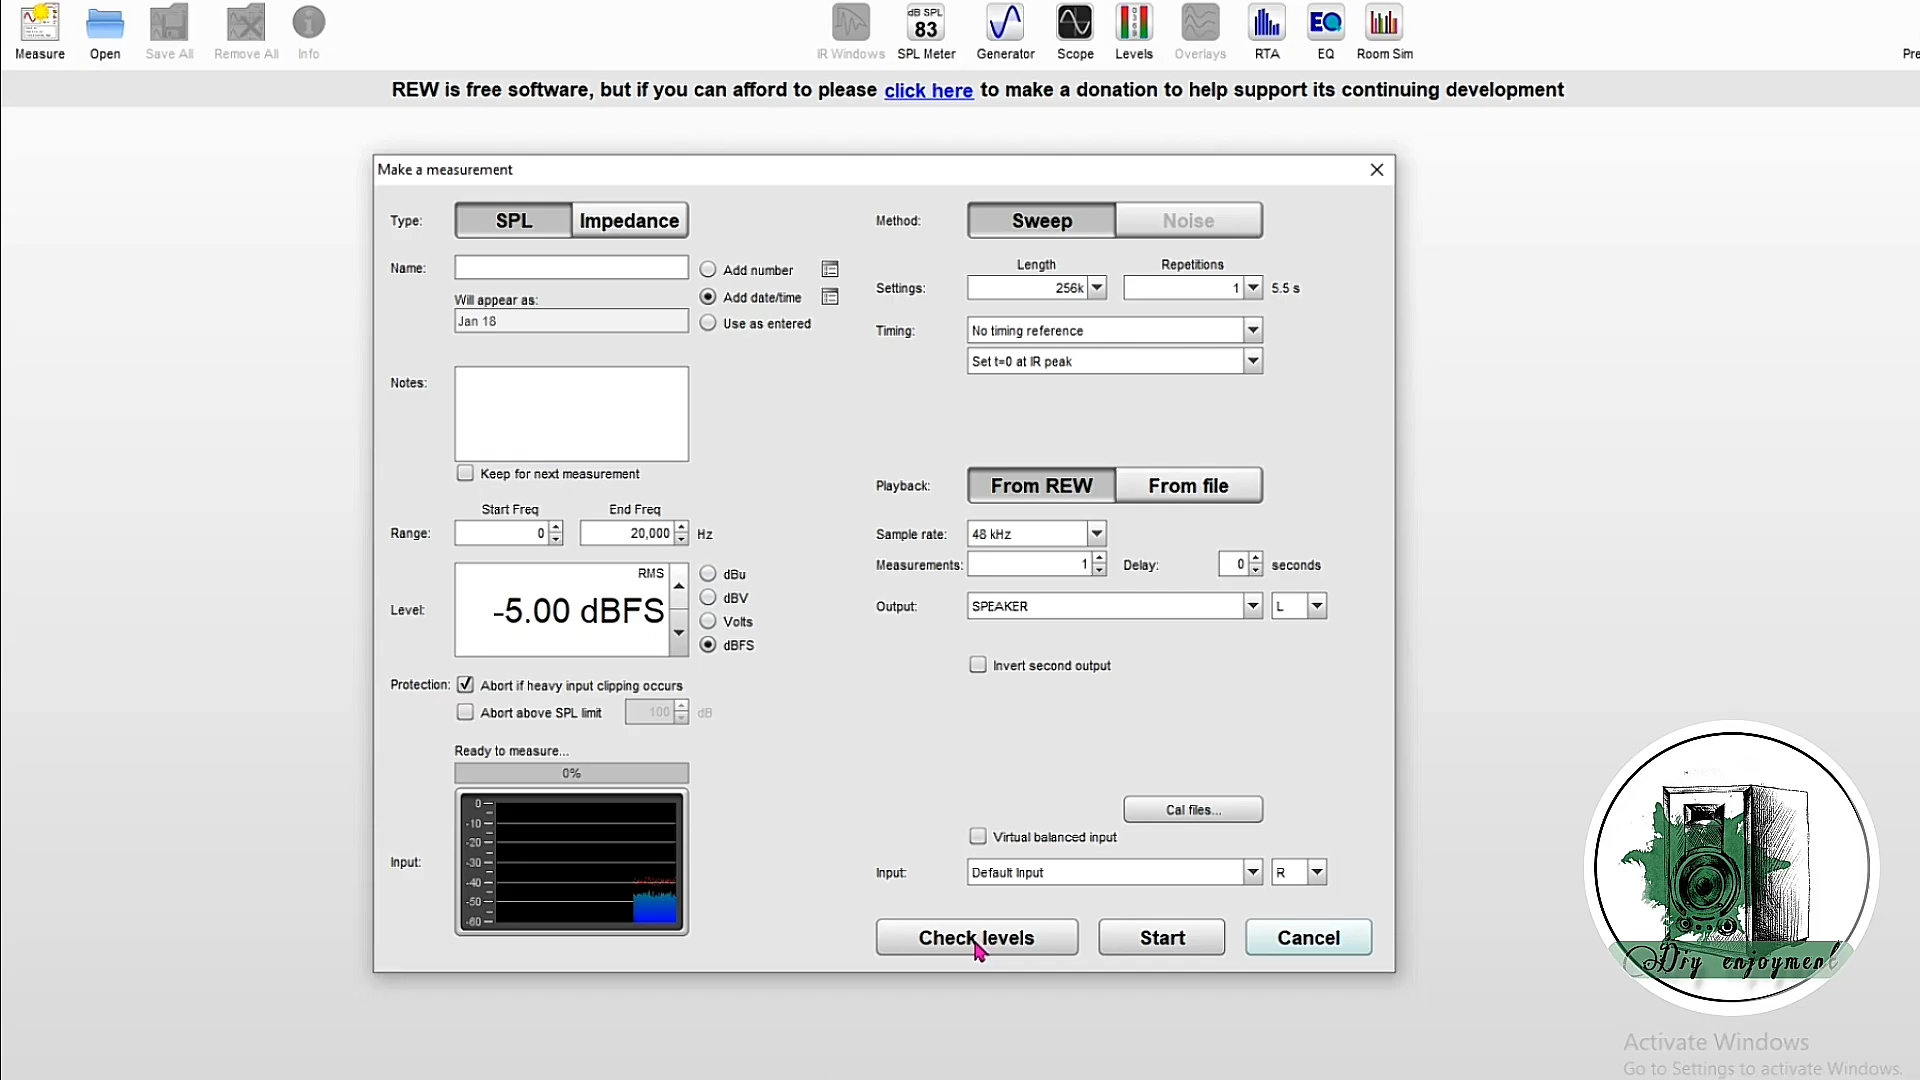 Measure
Open
Save All
Remove All
Info
IR Windows
dB SPL
83
SPL Meter
Generator
Scope
Levels
Overlays
RTA
EQ
EQ
Room Sim
Pre
REW is free software, but if you can afford to please click here to make a donation to help support its continuing development
Make a measurement
Type: SPL Impedance
Name:
Add number
Will appear as:
Add date/time
Jan 18
Use as entered
Notes:
Keep for next measurement
Start Freq End Freq
Range: 0 20,000 Hz
RMS
Level: -5.00 dBFS
dBu
dBV
Volts
dBFS
Protection: Abort if heavy input clipping occurs
Abort above SPL limit 100 dB
Ready to measure...
0%
Input:
0
-10
-20
-30
-40
-50
-60
Method: Sweep Noise
Length Repetitions
Settings: 256k 1 5.5 s
Timing: No timing reference
Set t=0 at IR peak
Playback: From REW From file
Sample rate: 48 kHz
Measurements: 1 Delay: 0 seconds
Output: SPEAKER L
Invert second output
Cal files...
Virtual balanced input
Input: Default Input R
Check levels Start Cancel
Diy enjoyment
Activate Windows
Go to Settings to activate Windows.